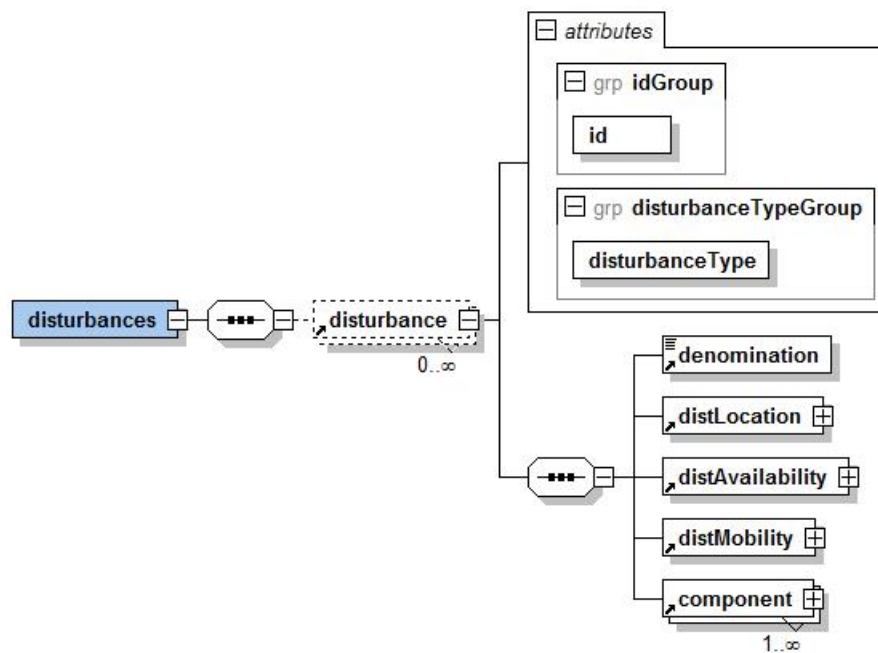 attributes
grp idGroup
id
grp disturbanceTypeGroup
disturbanceType
disturbances
disturbance
0..∞
denomination
distLocation
distAvailability
distMobility
component
1..∞